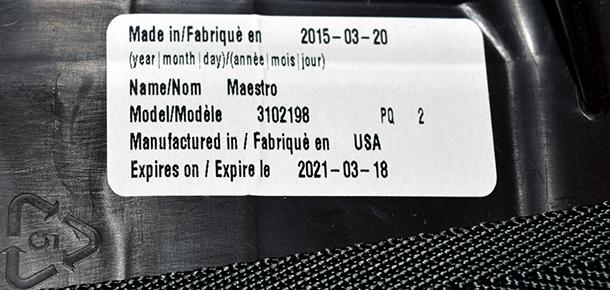 Made in/Fabriquè en 2015-03-20
(year|month|day)/(annèe|mois|jour)
Name/Nom Maestro
Model/Modèle 3102198 PQ 2
Manufactured in / Fabriquè en USA
Expires on / Expire le 2021-03-18
5